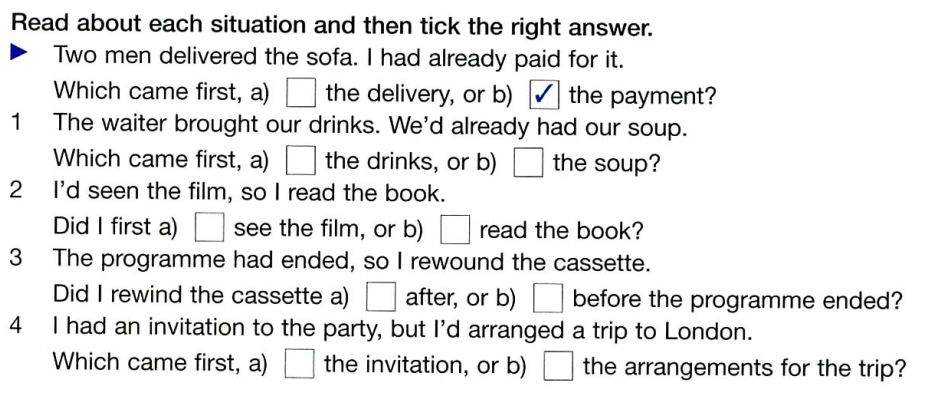 Read about each situation and then tick the right answer.
▶ Two men delivered the sofa. I had already paid for it.
Which came first, a) ☐ the delivery, or b) ☑ the payment?
1 The waiter brought our drinks. We'd already had our soup.
Which came first, a) ☐ the drinks, or b) ☐ the soup?
2 I'd seen the film, so I read the book.
Did I first a) ☐ see the film, or b) ☐ read the book?
3 The programme had ended, so I rewound the cassette.
Did I rewind the cassette a) ☐ after, or b) ☐ before the programme ended?
4 I had an invitation to the party, but I'd arranged a trip to London.
Which came first, a) ☐ the invitation, or b) ☐ the arrangements for the trip?